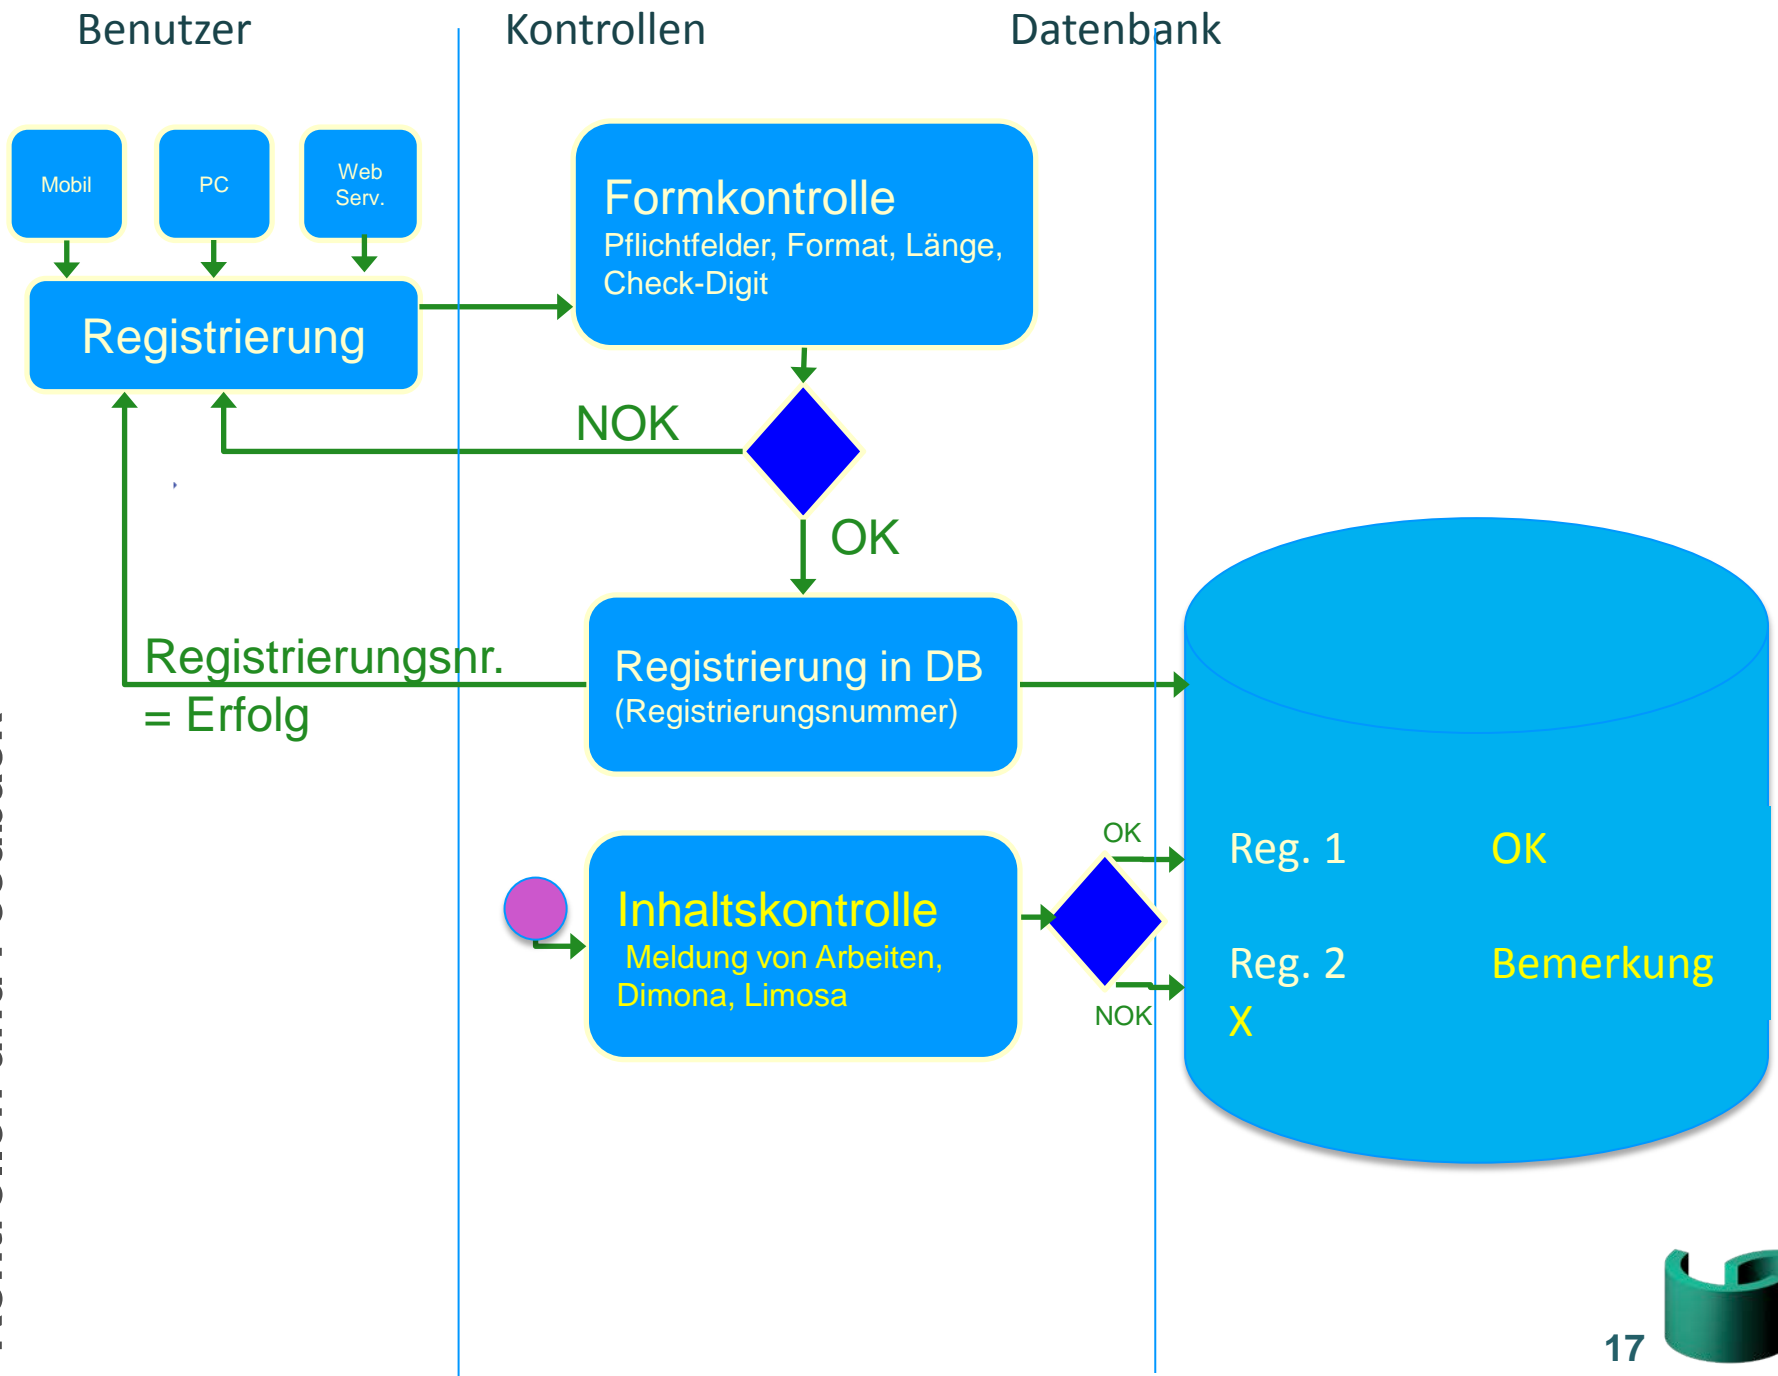 Benutzer
Kontrollen
Datenbank
Mobil
PC
Web
Serv.
Registrierung
Formkontrolle
Pflichtfelder, Format, Länge,
Check-Digit
NOK
OK
Registrierungsnr.
= Erfolg
Registrierung in DB
(Registrierungsnummer)
Inhaltskontrolle
Meldung von Arbeiten,
Dimona, Limosa
OK
NOK
Reg. 1 OK
Reg. 2 Bemerkung
X
17